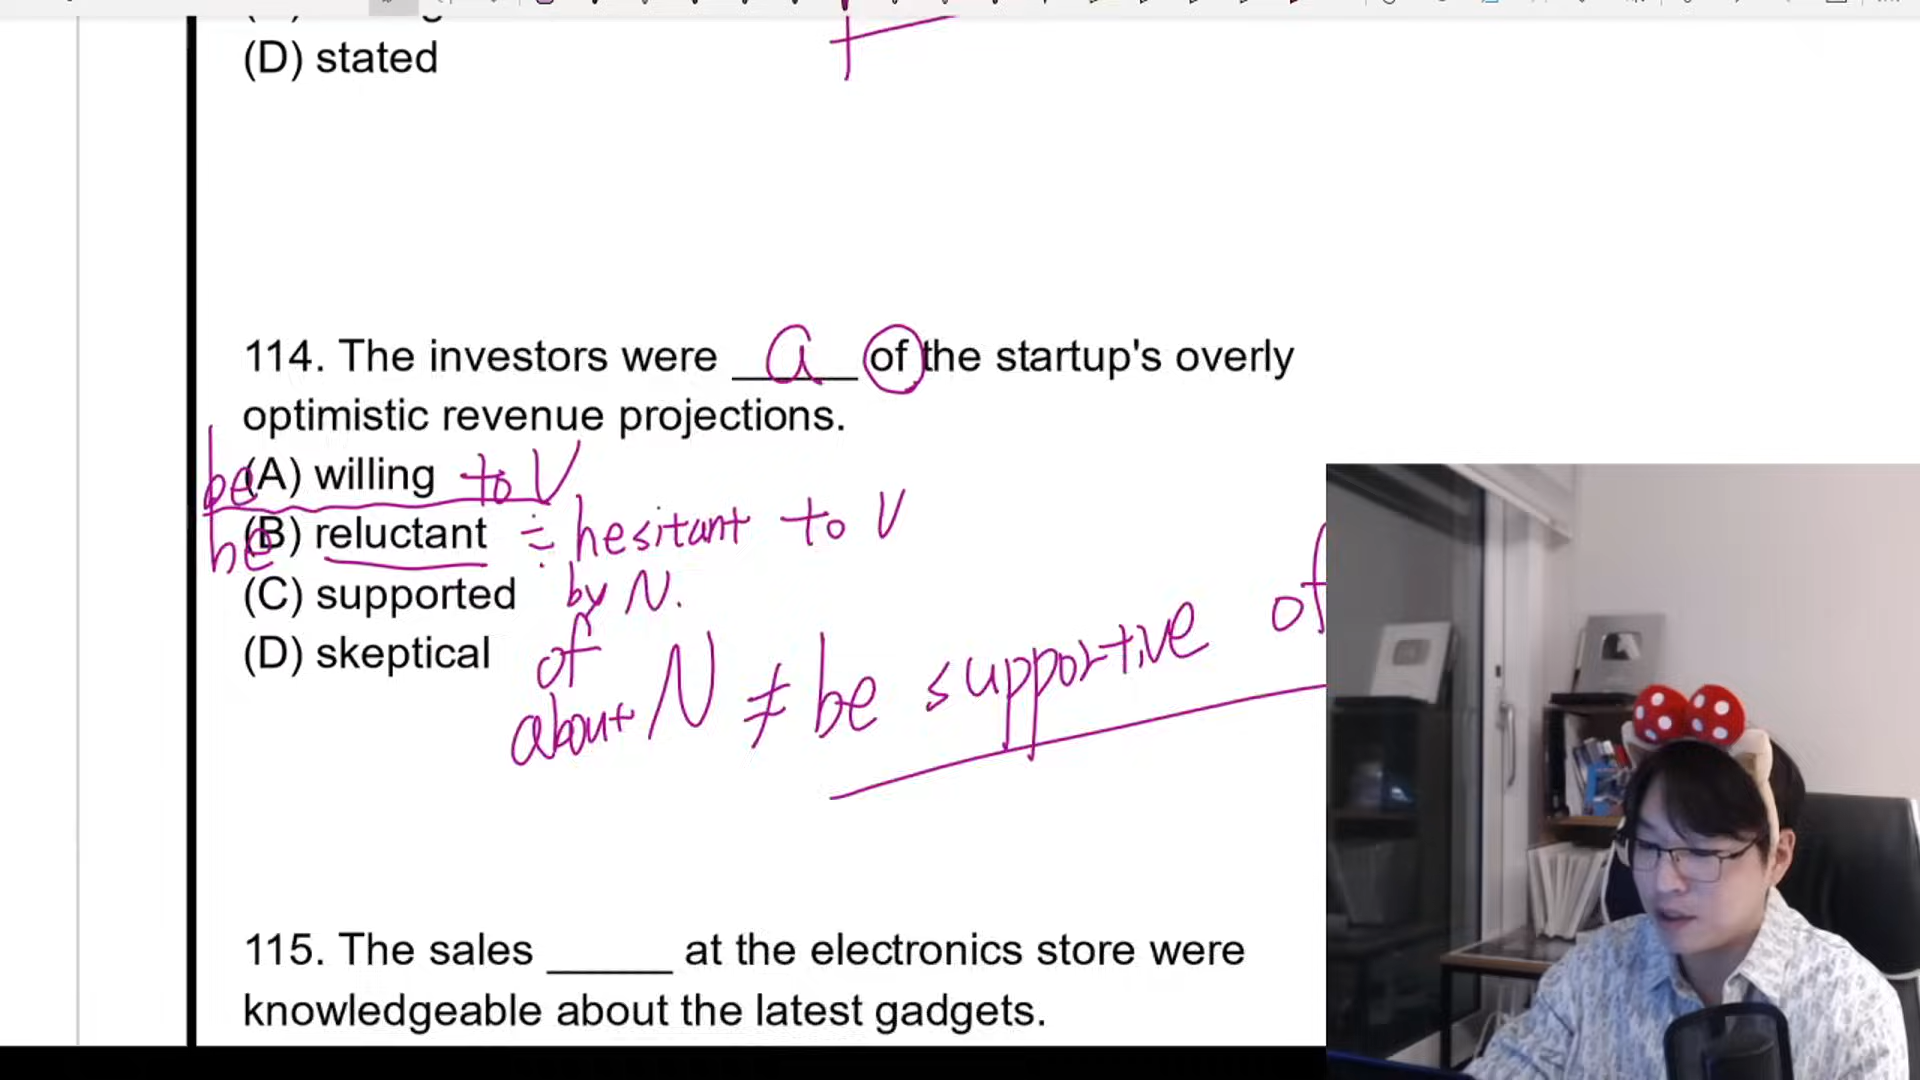 (D) stated
114. The investors were _____ a of the startup's overly
optimistic revenue projections.
be (A) willing to V
be (B) reluctant ≒ hesitant to V
(C) supported by N.
(D) skeptical of
about N ≠ be supportive of
115. The sales _____ at the electronics store were
knowledgeable about the latest gadgets.